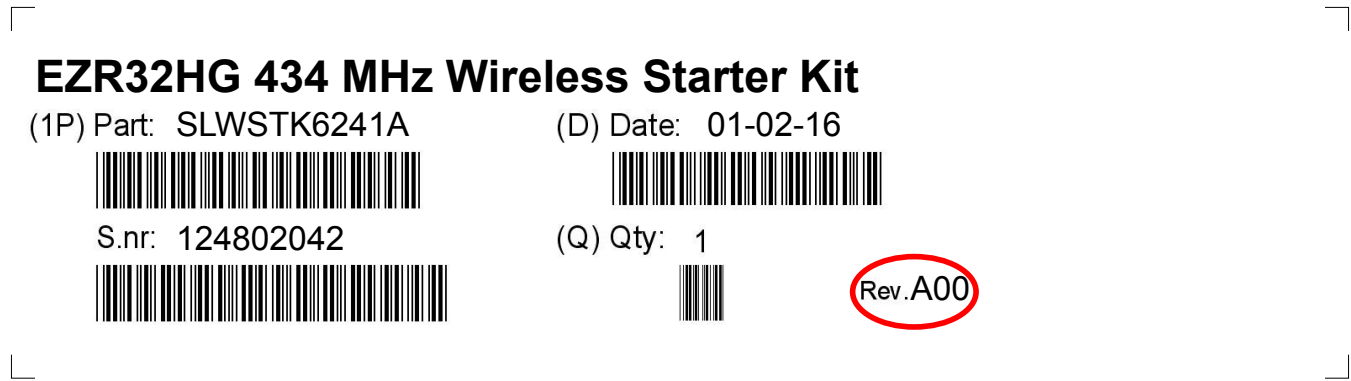 EZR32HG 434 MHz Wireless Starter Kit
(1P) Part: SLWSTK6241A
(D) Date: 01-02-16
S.nr: 124802042
(Q) Qty: 1
Rev.A00